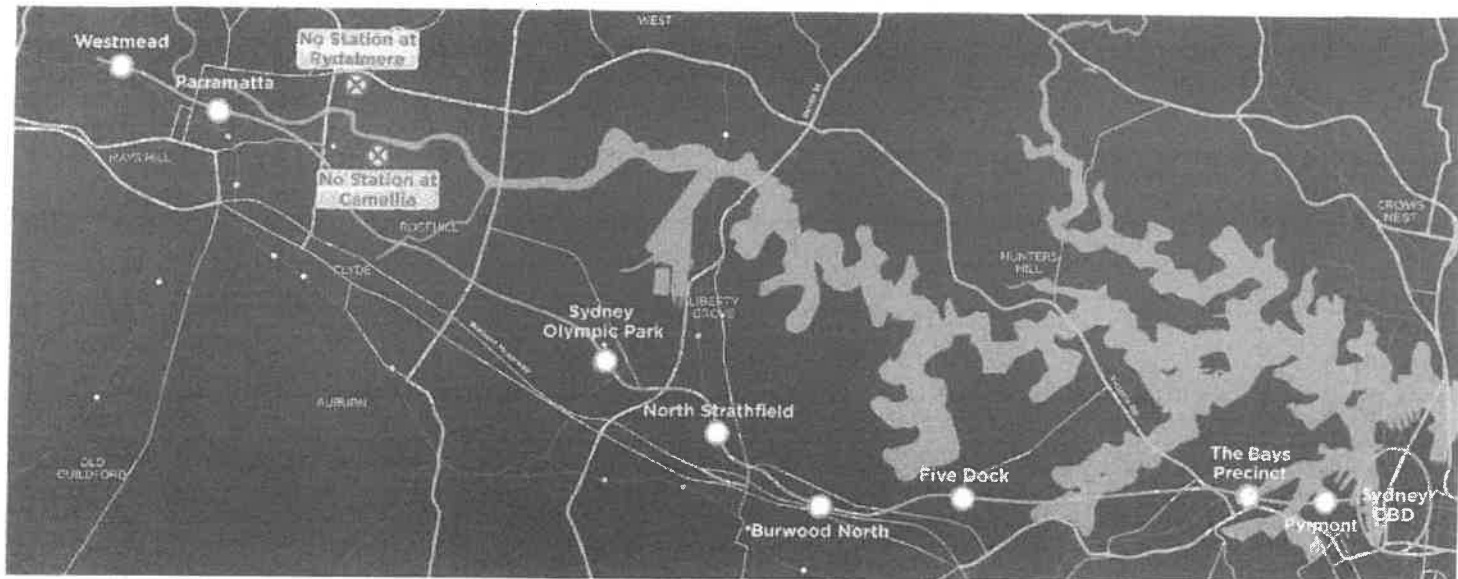 WEST
Westmead
No Station at
Rydalmere
Parramatta
MAYS HILL
No Station at
Camellia
ROSEHILL
CLYDE
CROWS
NEST
HUNTERS
HILL
LIBERTY
GROVE
Sydney
Olympic Park
AUBURN
North Strathfield
OLD
GUILDFORD
Five Dock
The Bays
Precinct
Sydney
CBD
Pyrmont
Burwood North